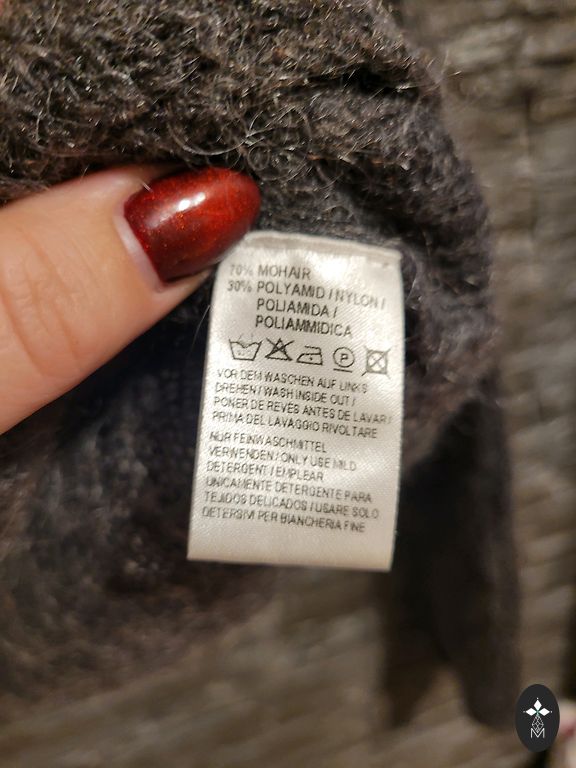 70% MOHAIR
30% POLYAMID / NYLON /
POLIAMIDA /
POLIAMMIDICA
P
VOR DEM WASCHEN AUF LINKS
DREHEN / WASH INSIDE OUT /
PONER DE REVÉS ANTES DE LAVAR /
PRIMA DEL LAVAGGIO RIVOLTARE
NUR FEINWASCHMITTEL
VERWENDEN / ONLY USE MILD
DETERGENT / EMPLEAR
ÚNICAMENTE DETERGENTE PARA
TEJIDOS DELICADOS / USARE SOLO
DETERSIVI PER BIANCHERIA FINE
M